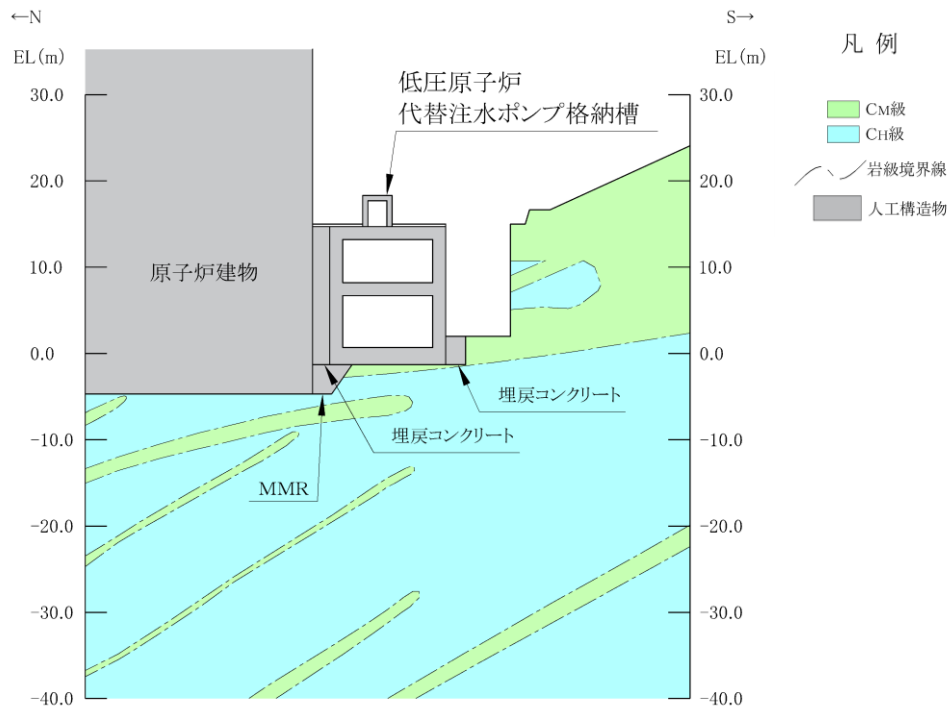 ←N
S→
EL(m)
EL(m)
凡 例
30.0
30.0
低圧原子炉
代替注水ポンプ格納槽
CM級
CH級
岩級境界線
人工構造物
20.0
20.0
原子炉建物
10.0
10.0
0.0
0.0
埋戻コンクリート
埋戻コンクリート
-10.0
-10.0
MMR
-20.0
-20.0
-30.0
-30.0
-40.0
-40.0